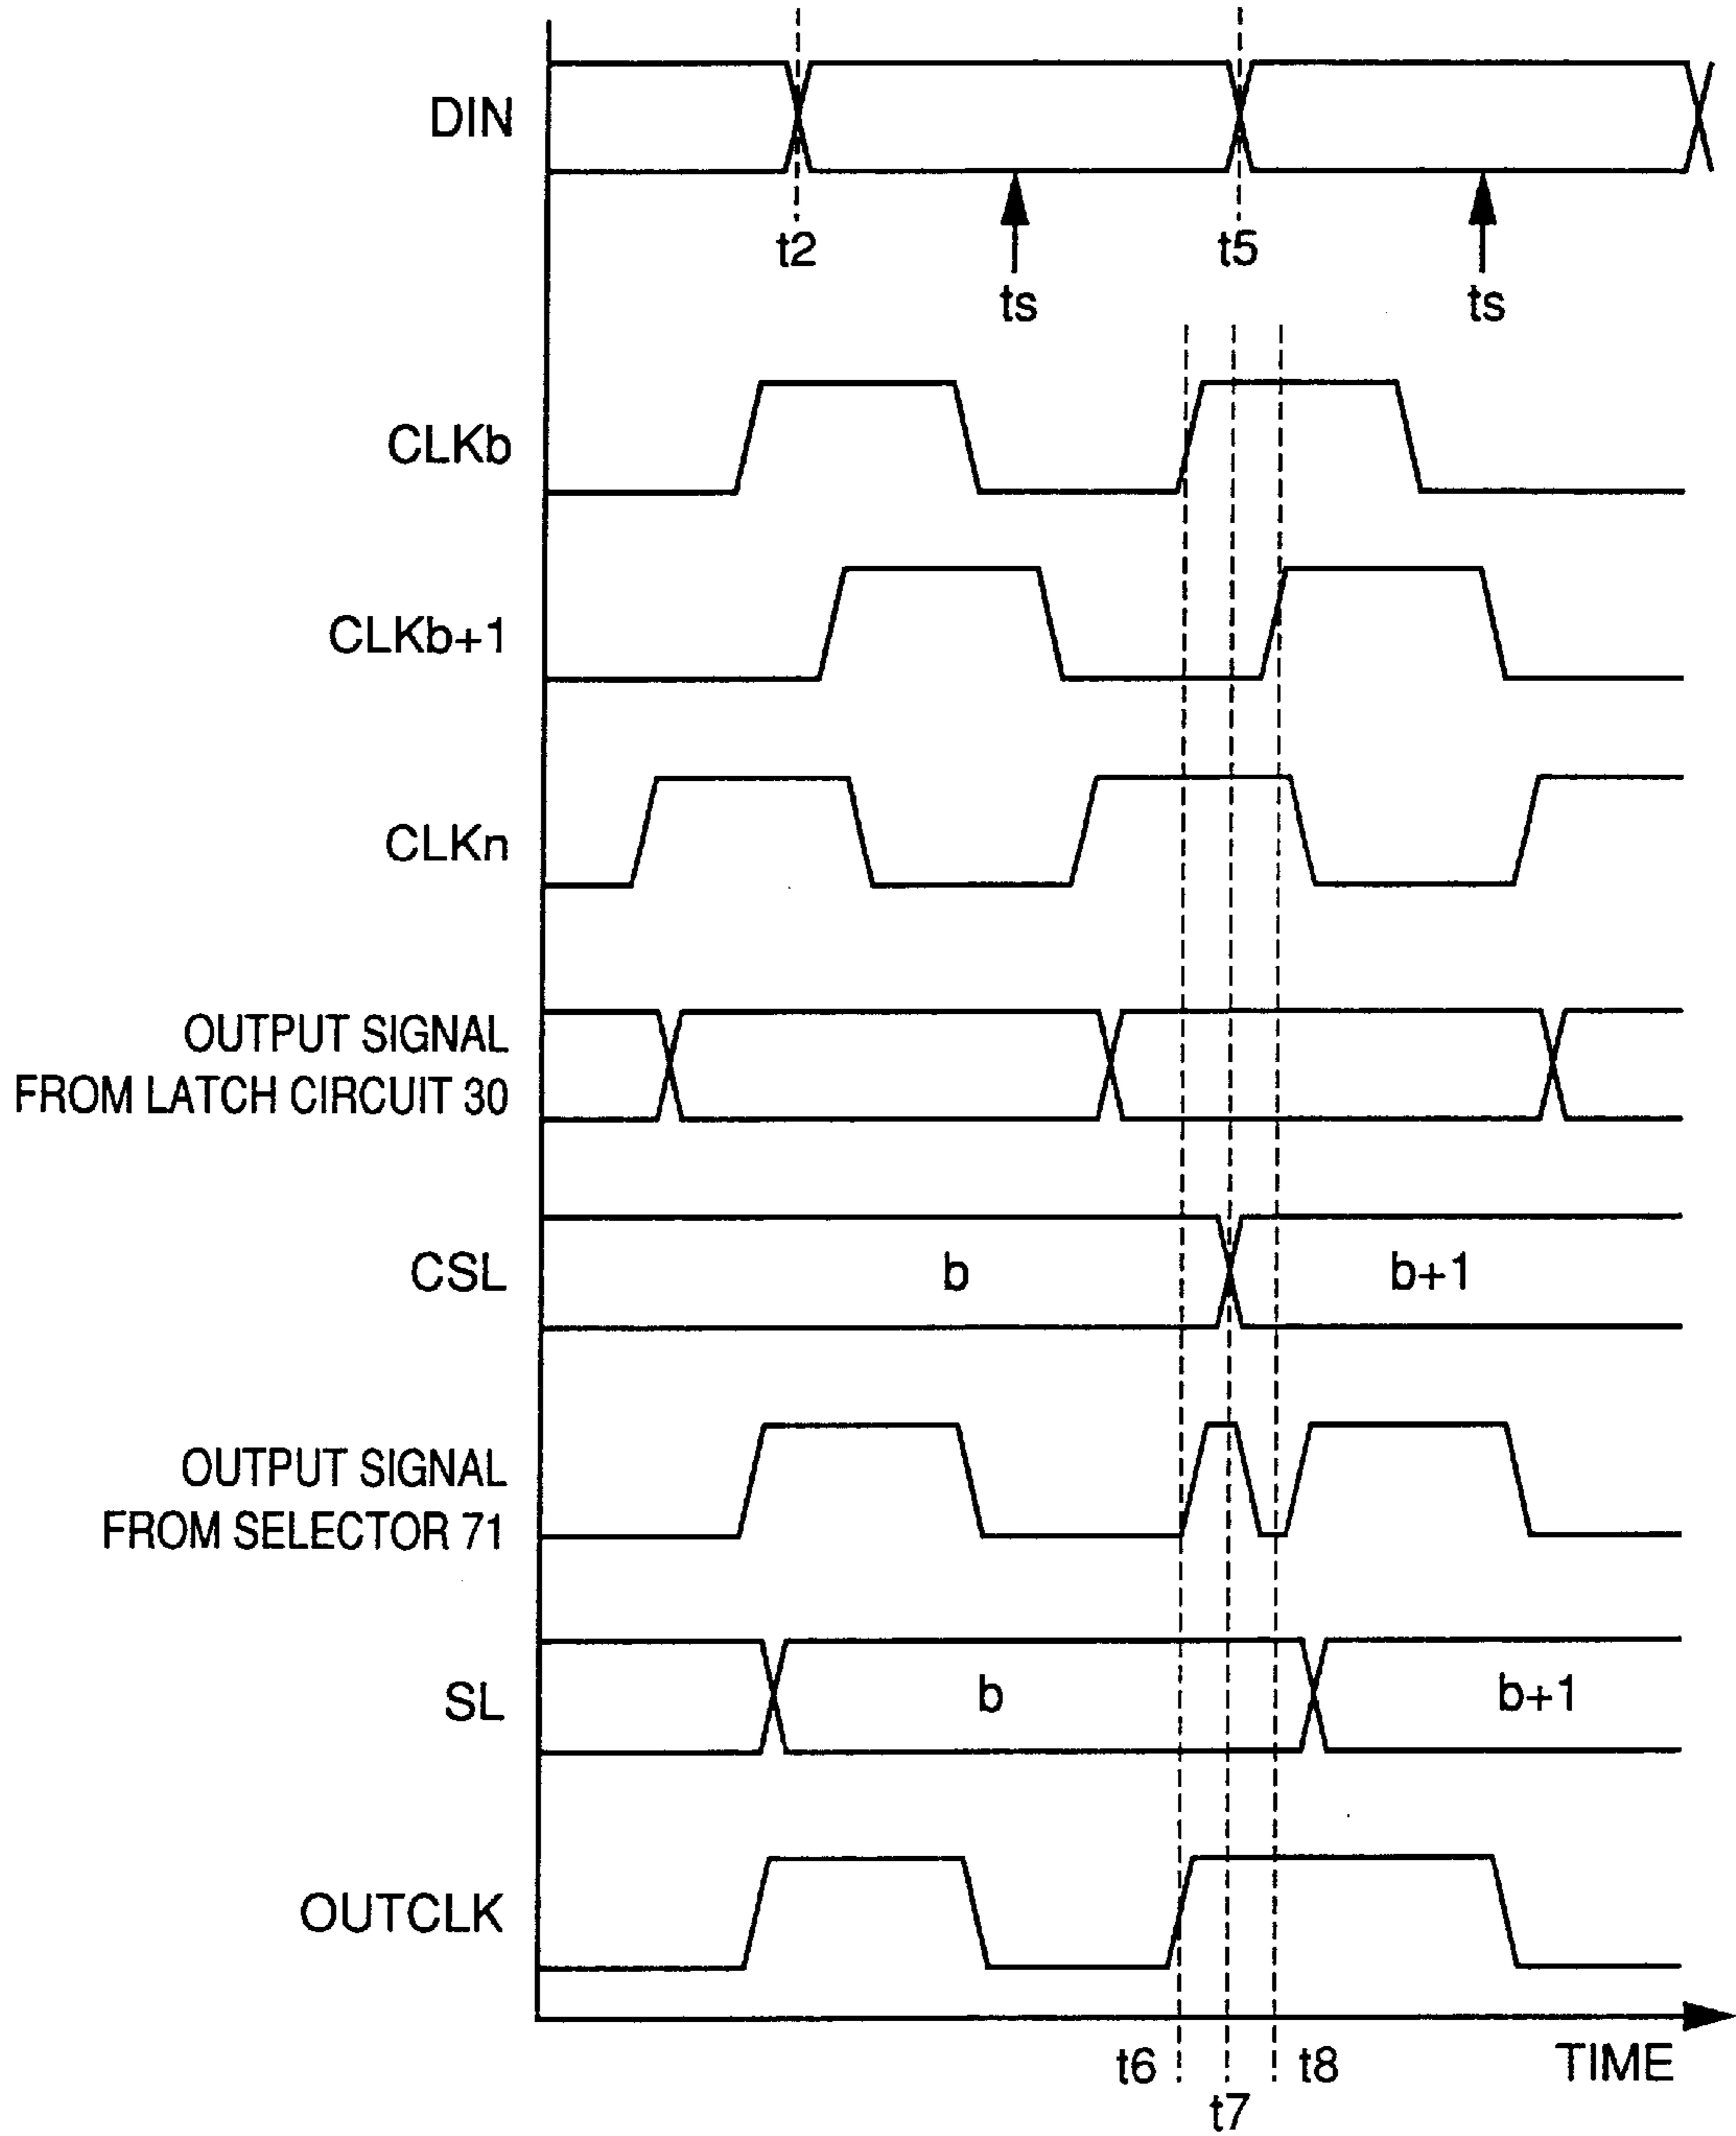 DIN
t2
t5
ts
ts
CLKb
CLKb+1
CLKn
OUTPUT SIGNAL
FROM LATCH CIRCUIT 30
CSL
b
b+1
OUTPUT SIGNAL
FROM SELECTOR 71
SL
b
b+1
OUTCLK
t6
t8
TIME
t7